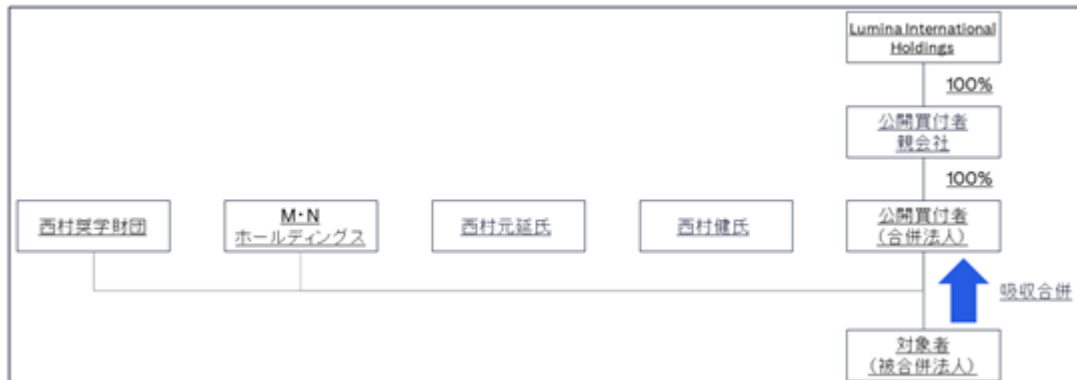 Lumina International
Holdings
100%
公開買付者
親会社
100%
西村奨学財団
M・N
ホールディングス
西村元延氏
西村健氏
公開買付者
(合併法人)
吸収合併
対象者
(被合併法人)